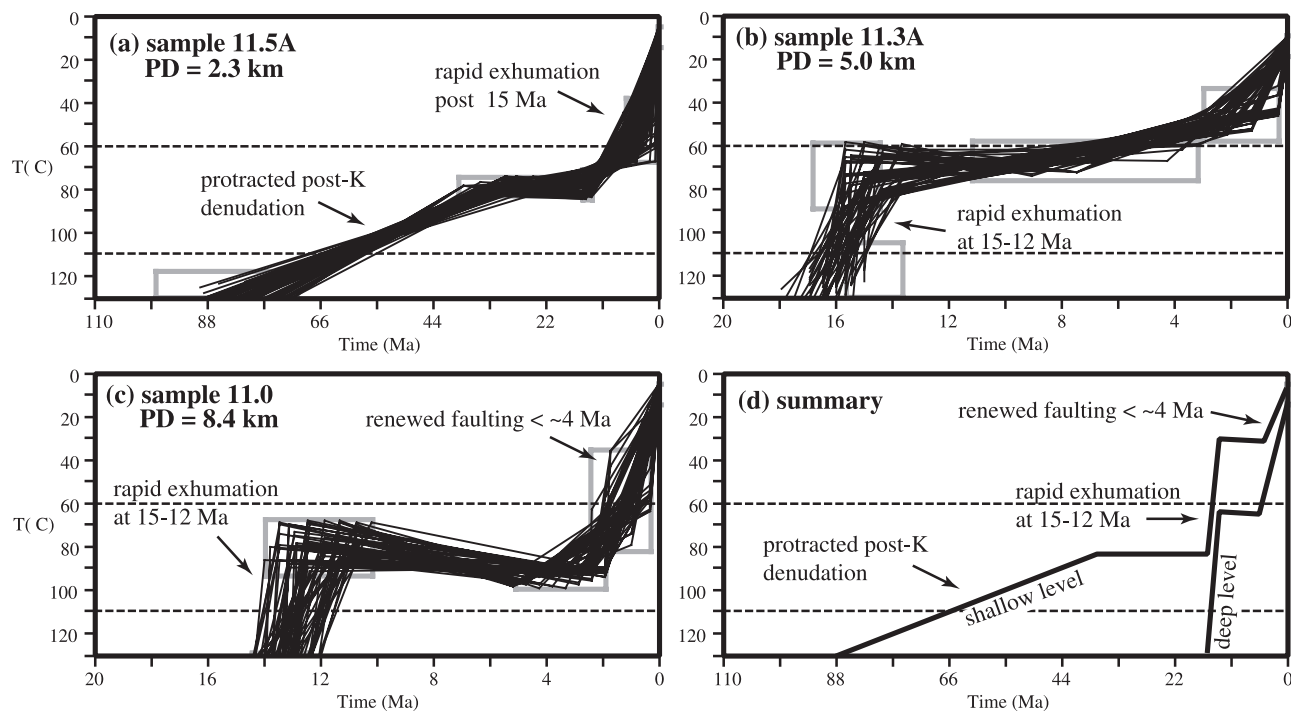 (a) sample 11.5A
PD = 2.3 km
rapid exhumation
post 15 Ma
protracted post-K
denudation
0
20
40
60
80
100
120
T( C)
110
88
66
44
22
0
Time (Ma)
(b) sample 11.3A
PD = 5.0 km
rapid exhumation
at 15-12 Ma
0
20
40
60
80
100
120
20
16
12
8
4
0
Time (Ma)
(c) sample 11.0
PD = 8.4 km
renewed faulting < ~4 Ma
rapid exhumation
at 15-12 Ma
0
20
40
60
80
100
120
T( C)
20
16
12
8
4
0
Time (Ma)
(d) summary
renewed faulting < ~4 Ma
rapid exhumation
at 15-12 Ma
protracted post-K
denudation
shallow level
deep level
0
20
40
60
80
100
120
110
88
66
44
22
0
Time (Ma)